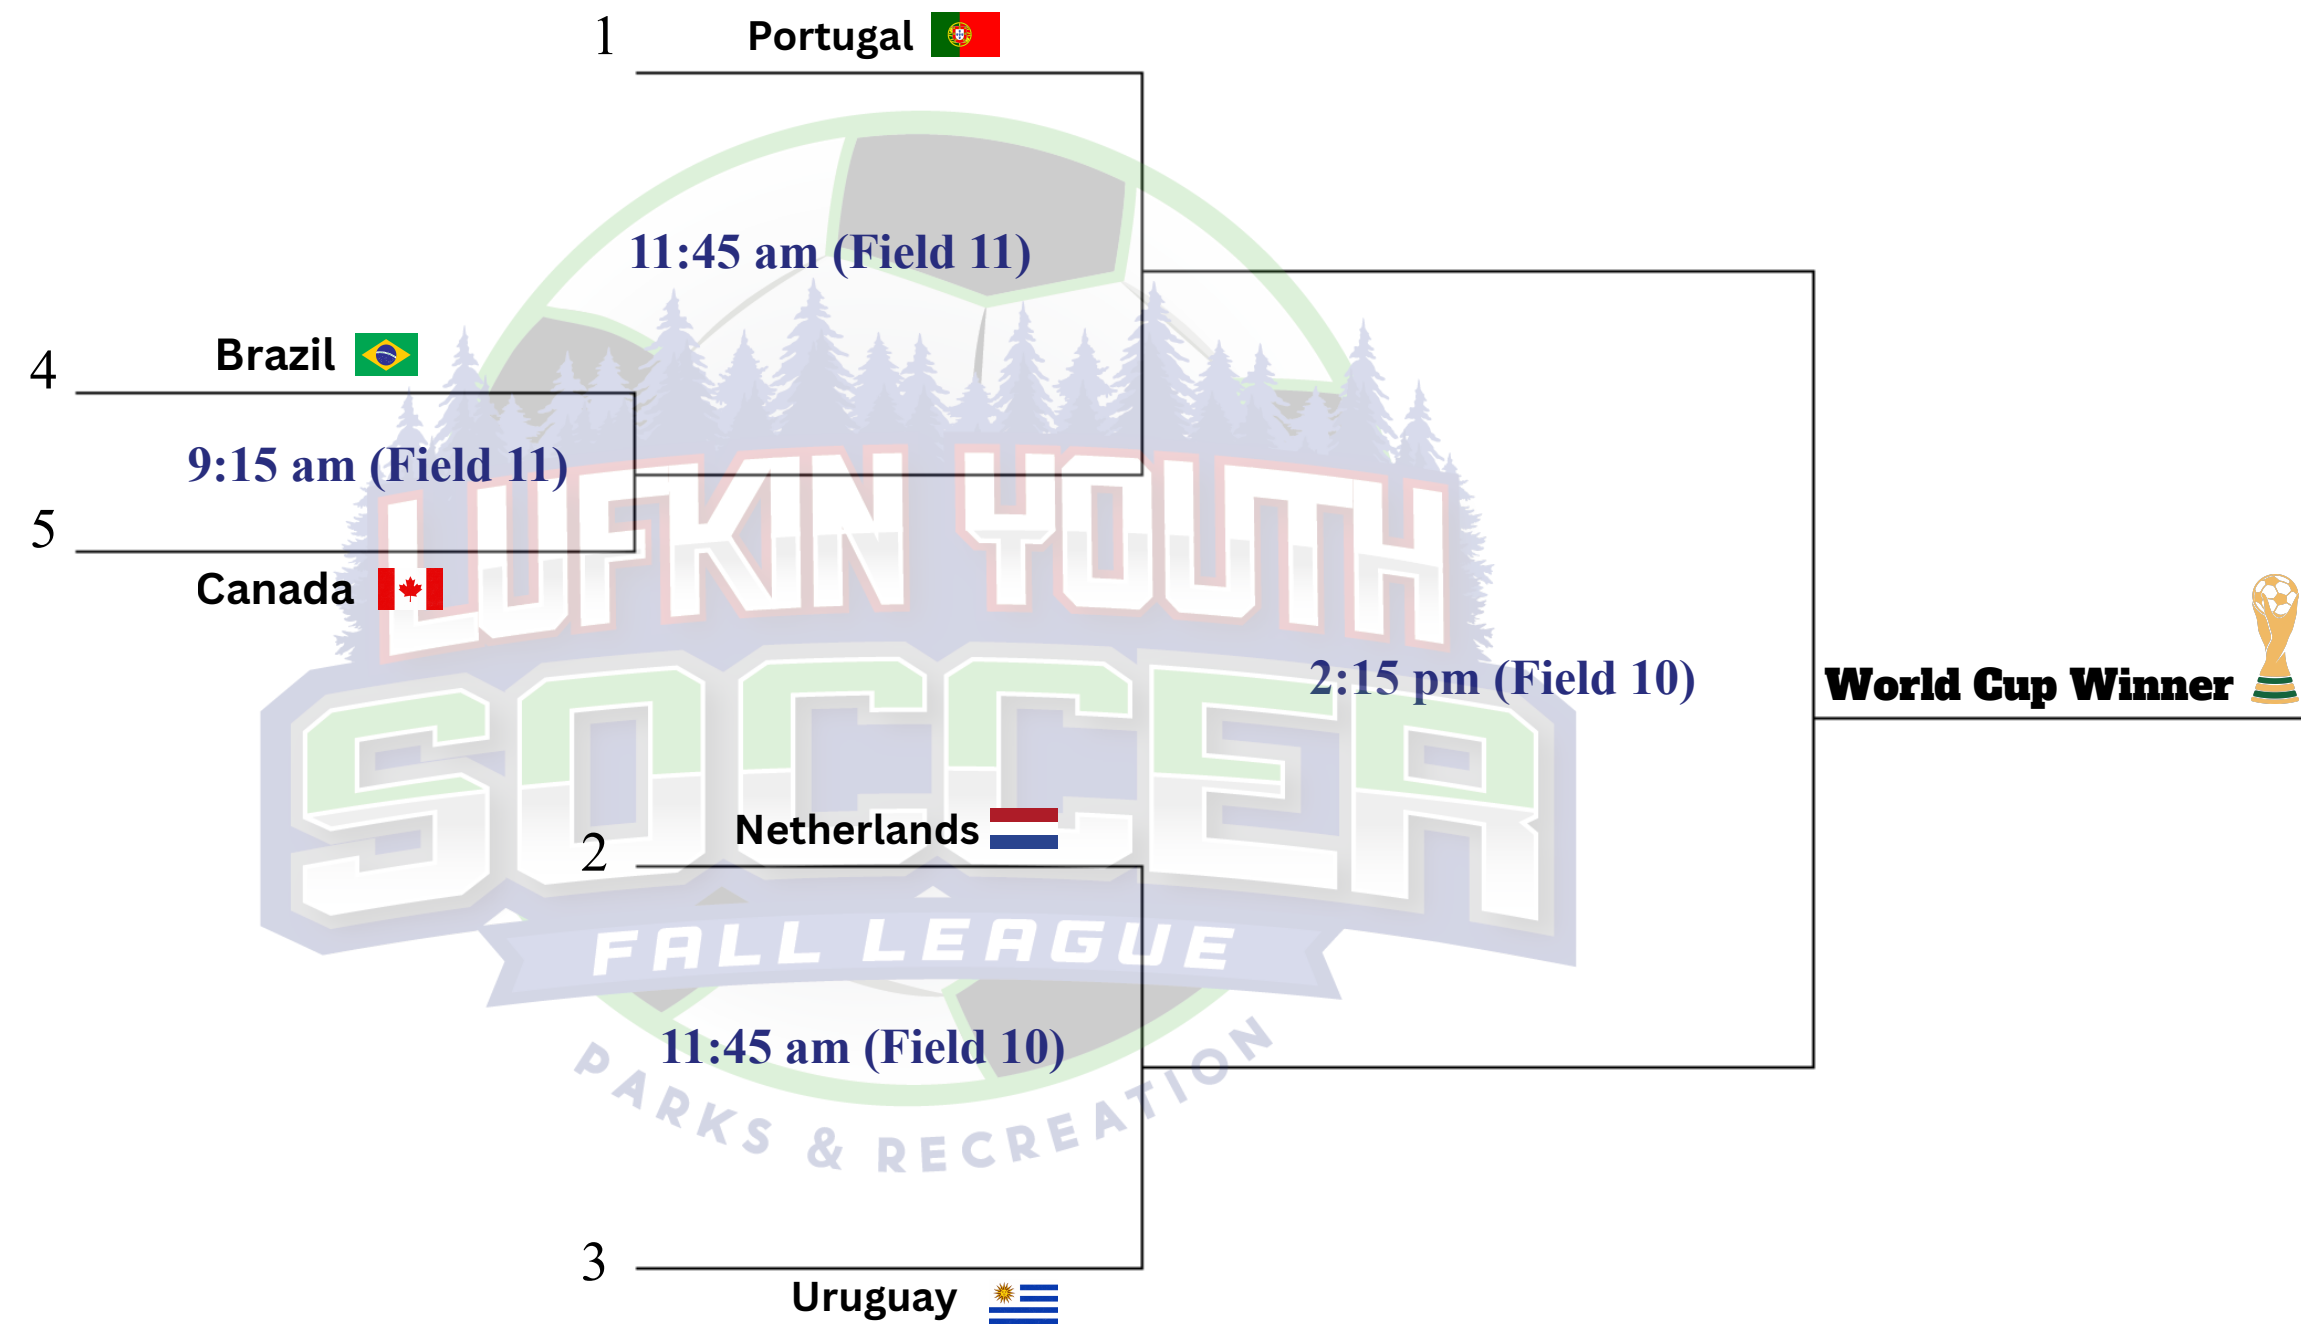 1
Portugal
11:45 am (Field 11)
4
Brazil
9:15 am (Field 11)
5
Canada
LUFKIN YOUTH
SOCCER
FALL LEAGUE
PARKS & RECREATION
2:15 pm (Field 10)
World Cup Winner
2
Netherlands
11:45 am (Field 10)
3
Uruguay